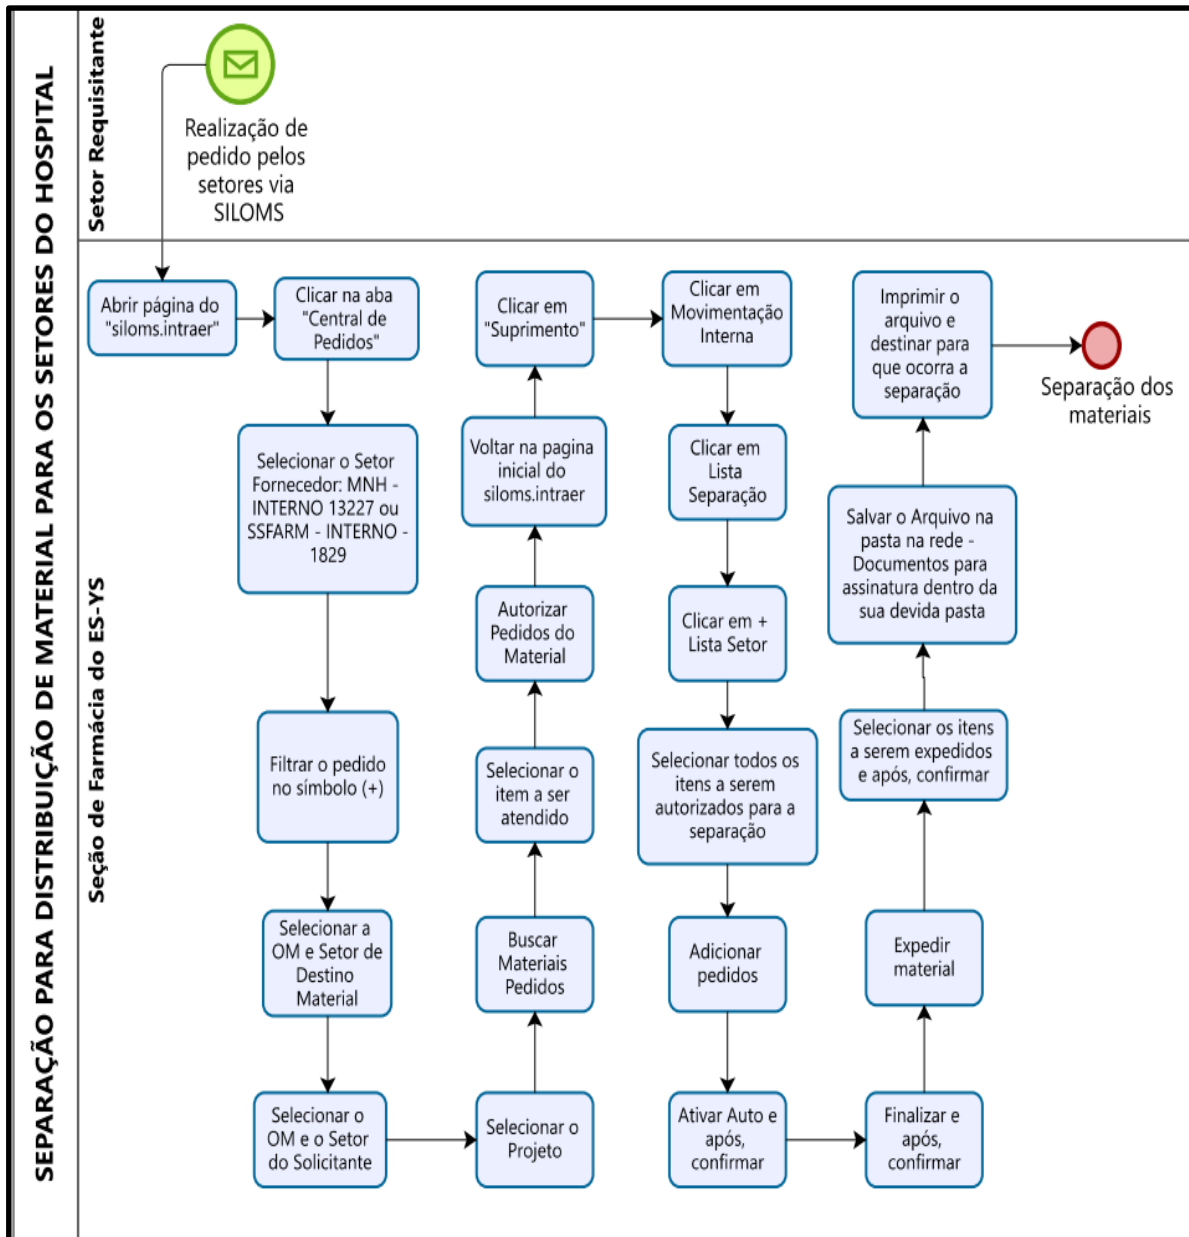 SEPARAÇÃO PARA DISTRIBUIÇÃO DE MATERIAL PARA OS SETORES DO HOSPITAL
Setor Requisitante
Realização de
pedido pelos
setores via
SILOMS
Seção de Farmácia do ES-YS
Abrir página do
"siloms.intraer"
Clicar na aba
"Central de
Pedidos"
Selecionar o Setor
Fornecedor: MNH -
INTERNO 13227 ou
SSFARM - INTERNO -
1829
Filtrar o pedido
no símbolo (+)
Selecionar a
OM e Setor de
Destino
Material
Selecionar o
OM e o Setor
do Solicitante
Selecionar o
Projeto
Buscar
Materiais
Pedidos
Selecionar o
item a ser
atendido
Autorizar
Pedidos do
Material
Voltar na pagina
inicial do
siloms.intraer
Clicar em
"Suprimento"
Clicar em
Movimentação
Interna
Clicar em
Lista
Separação
Clicar em +
Lista Setor
Selecionar todos os
itens a serem
autorizados para a
separação
Adicionar
pedidos
Ativar Auto e
após,
confirmar
Finalizar e
após,
confirmar
Expedir
material
Selecionar os itens
a serem expedidos
e após, confirmar
Salvar o Arquivo na
pasta na rede -
Documentos para
assinatura dentro da
sua devida pasta
Imprimir o
arquivo e
destinar para
que ocorra a
separação
Separação dos
materiais